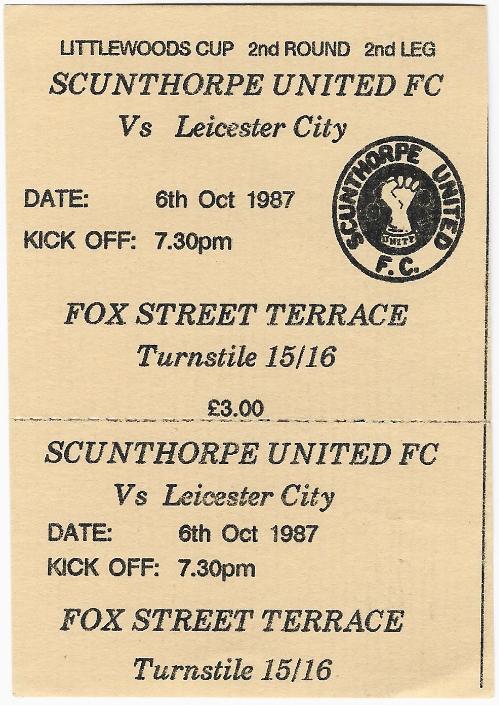 LITTLEWOODS CUP 2nd ROUND 2nd LEG
SCUNTHORPE UNITED FC
Vs Leicester City
SCUNTHORPE UNITED
UNITY
F.C.
DATE: 6th Oct 1987
KICK OFF: 7.30pm
FOX STREET TERRACE
Turnstile 15/16
£3.00
SCUNTHORPE UNITED FC
Vs Leicester City
DATE: 6th Oct 1987
KICK OFF: 7.30pm
FOX STREET TERRACE
Turnstile 15/16